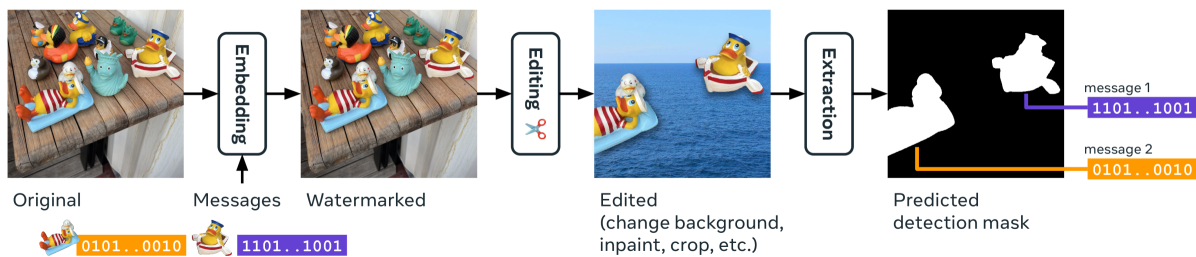 Embedding
Editing
Extraction
message 1
1101..1001
message 2
0101..0010
Original
Messages
Watermarked
Edited
(change background,
inpaint, crop, etc.)
Predicted
detection mask
0101..0010
1101..1001